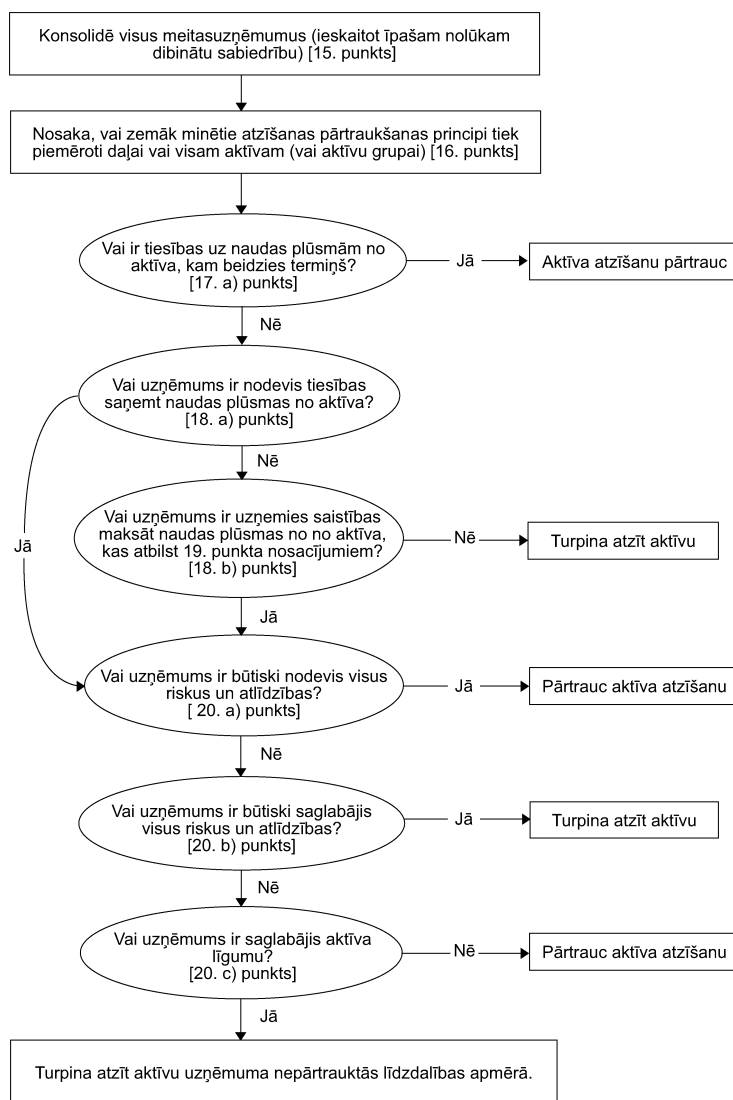 Konsolidē visus meitasuzņēmumus (ieskaitot īpašam nolūkam
dibinātu sabiedrību) [15. punkts]
Nosaka, vai zemāk minētie atzīšanas pārtraukšanas principi tiek
piemēroti daļai vai visam aktīvam (vai aktīvu grupai) [16. punkts]
Vai ir tiesības uz naudas plūsmām no
aktīva, kam beidzies termiņš?
[17. a) punkts]
Jā
Aktīva atzīšanu pārtrauc
Nē
Vai uzņēmums ir nodevis tiesības
saņemt naudas plūsmas no aktīva?
[18. a) punkts]
Nē
Jā
Vai uzņēmums ir uzņemies saistības
maksāt naudas plūsmas no no aktīva,
kas atbilst 19. punkta nosacījumiem?
[18. b) punkts]
Nē
Turpina atzīt aktīvu
Jā
Vai uzņēmums ir būtiski nodevis visus
riskus un atlīdzības?
[ 20. a) punkts]
Jā
Pārtrauc aktīva atzīšanu
Nē
Vai uzņēmums ir būtiski saglabājis
visus riskus un atlīdzības?
[20. b) punkts]
Jā
Turpina atzīt aktīvu
Nē
Vai uzņēmums ir saglabājis aktīva
līgumu?
[20. c) punkts]
Nē
Pārtrauc aktīva atzīšanu
Jā
Turpina atzīt aktīvu uzņēmuma nepārtrauktās līdzdalības apmērā.